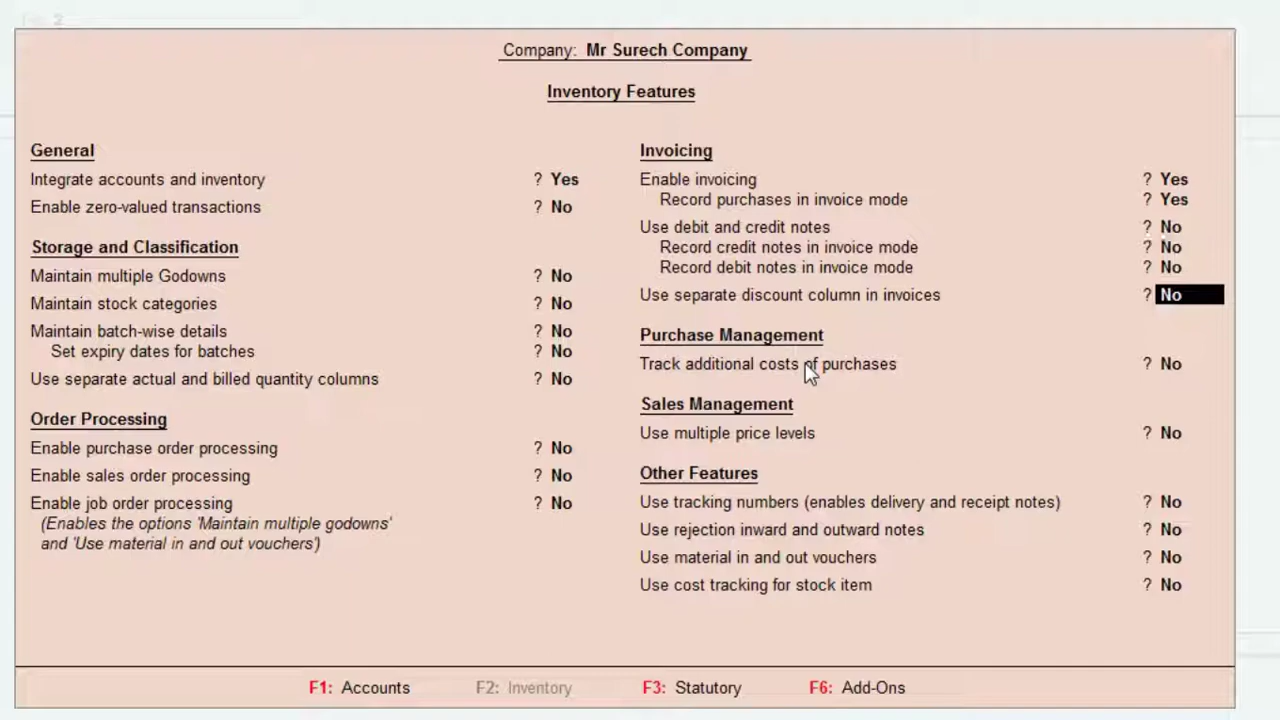 Company: Mr Surech Company
Inventory Features
General
Integrate accounts and inventory ? Yes
Enable zero-valued transactions ? No
Storage and Classification
Maintain multiple Godowns ? No
Maintain stock categories ? No
Maintain batch-wise details ? No
Set expiry dates for batches ? No
Use separate actual and billed quantity columns ? No
Order Processing
Enable purchase order processing ? No
Enable sales order processing ? No
Enable job order processing ? No
(Enables the options 'Maintain multiple godowns'
and 'Use material in and out vouchers')
Invoicing
Enable invoicing ? Yes
Record purchases in invoice mode ? Yes
Use debit and credit notes ? No
Record credit notes in invoice mode ? No
Record debit notes in invoice mode ? No
Use separate discount column in invoices ? No
Purchase Management
Track additional costs of purchases ? No
Sales Management
Use multiple price levels ? No
Other Features
Use tracking numbers (enables delivery and receipt notes) ? No
Use rejection inward and outward notes ? No
Use material in and out vouchers ? No
Use cost tracking for stock item ? No
F1: Accounts F2: Inventory F3: Statutory F6: Add-Ons